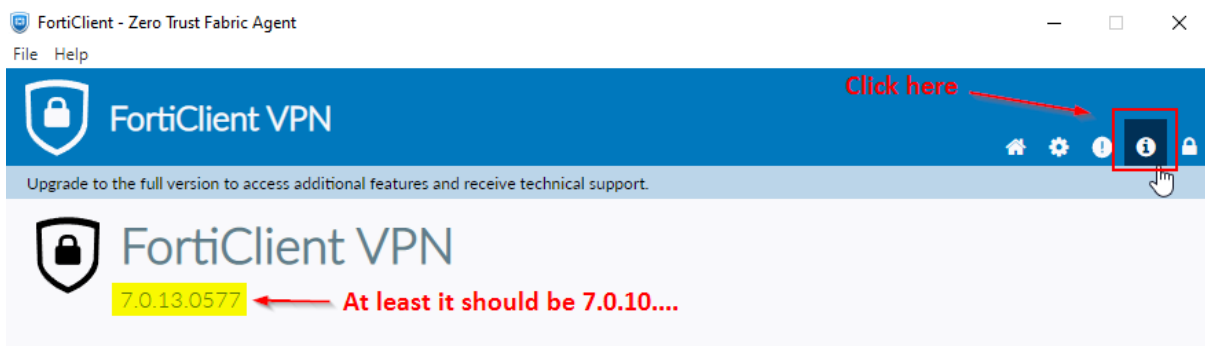 FortiClient - Zero Trust Fabric Agent
File Help
Click here
FortiClient VPN
Upgrade to the full version to access additional features and receive technical support.
FortiClient VPN
7.0.13.0577
At least it should be 7.0.10....